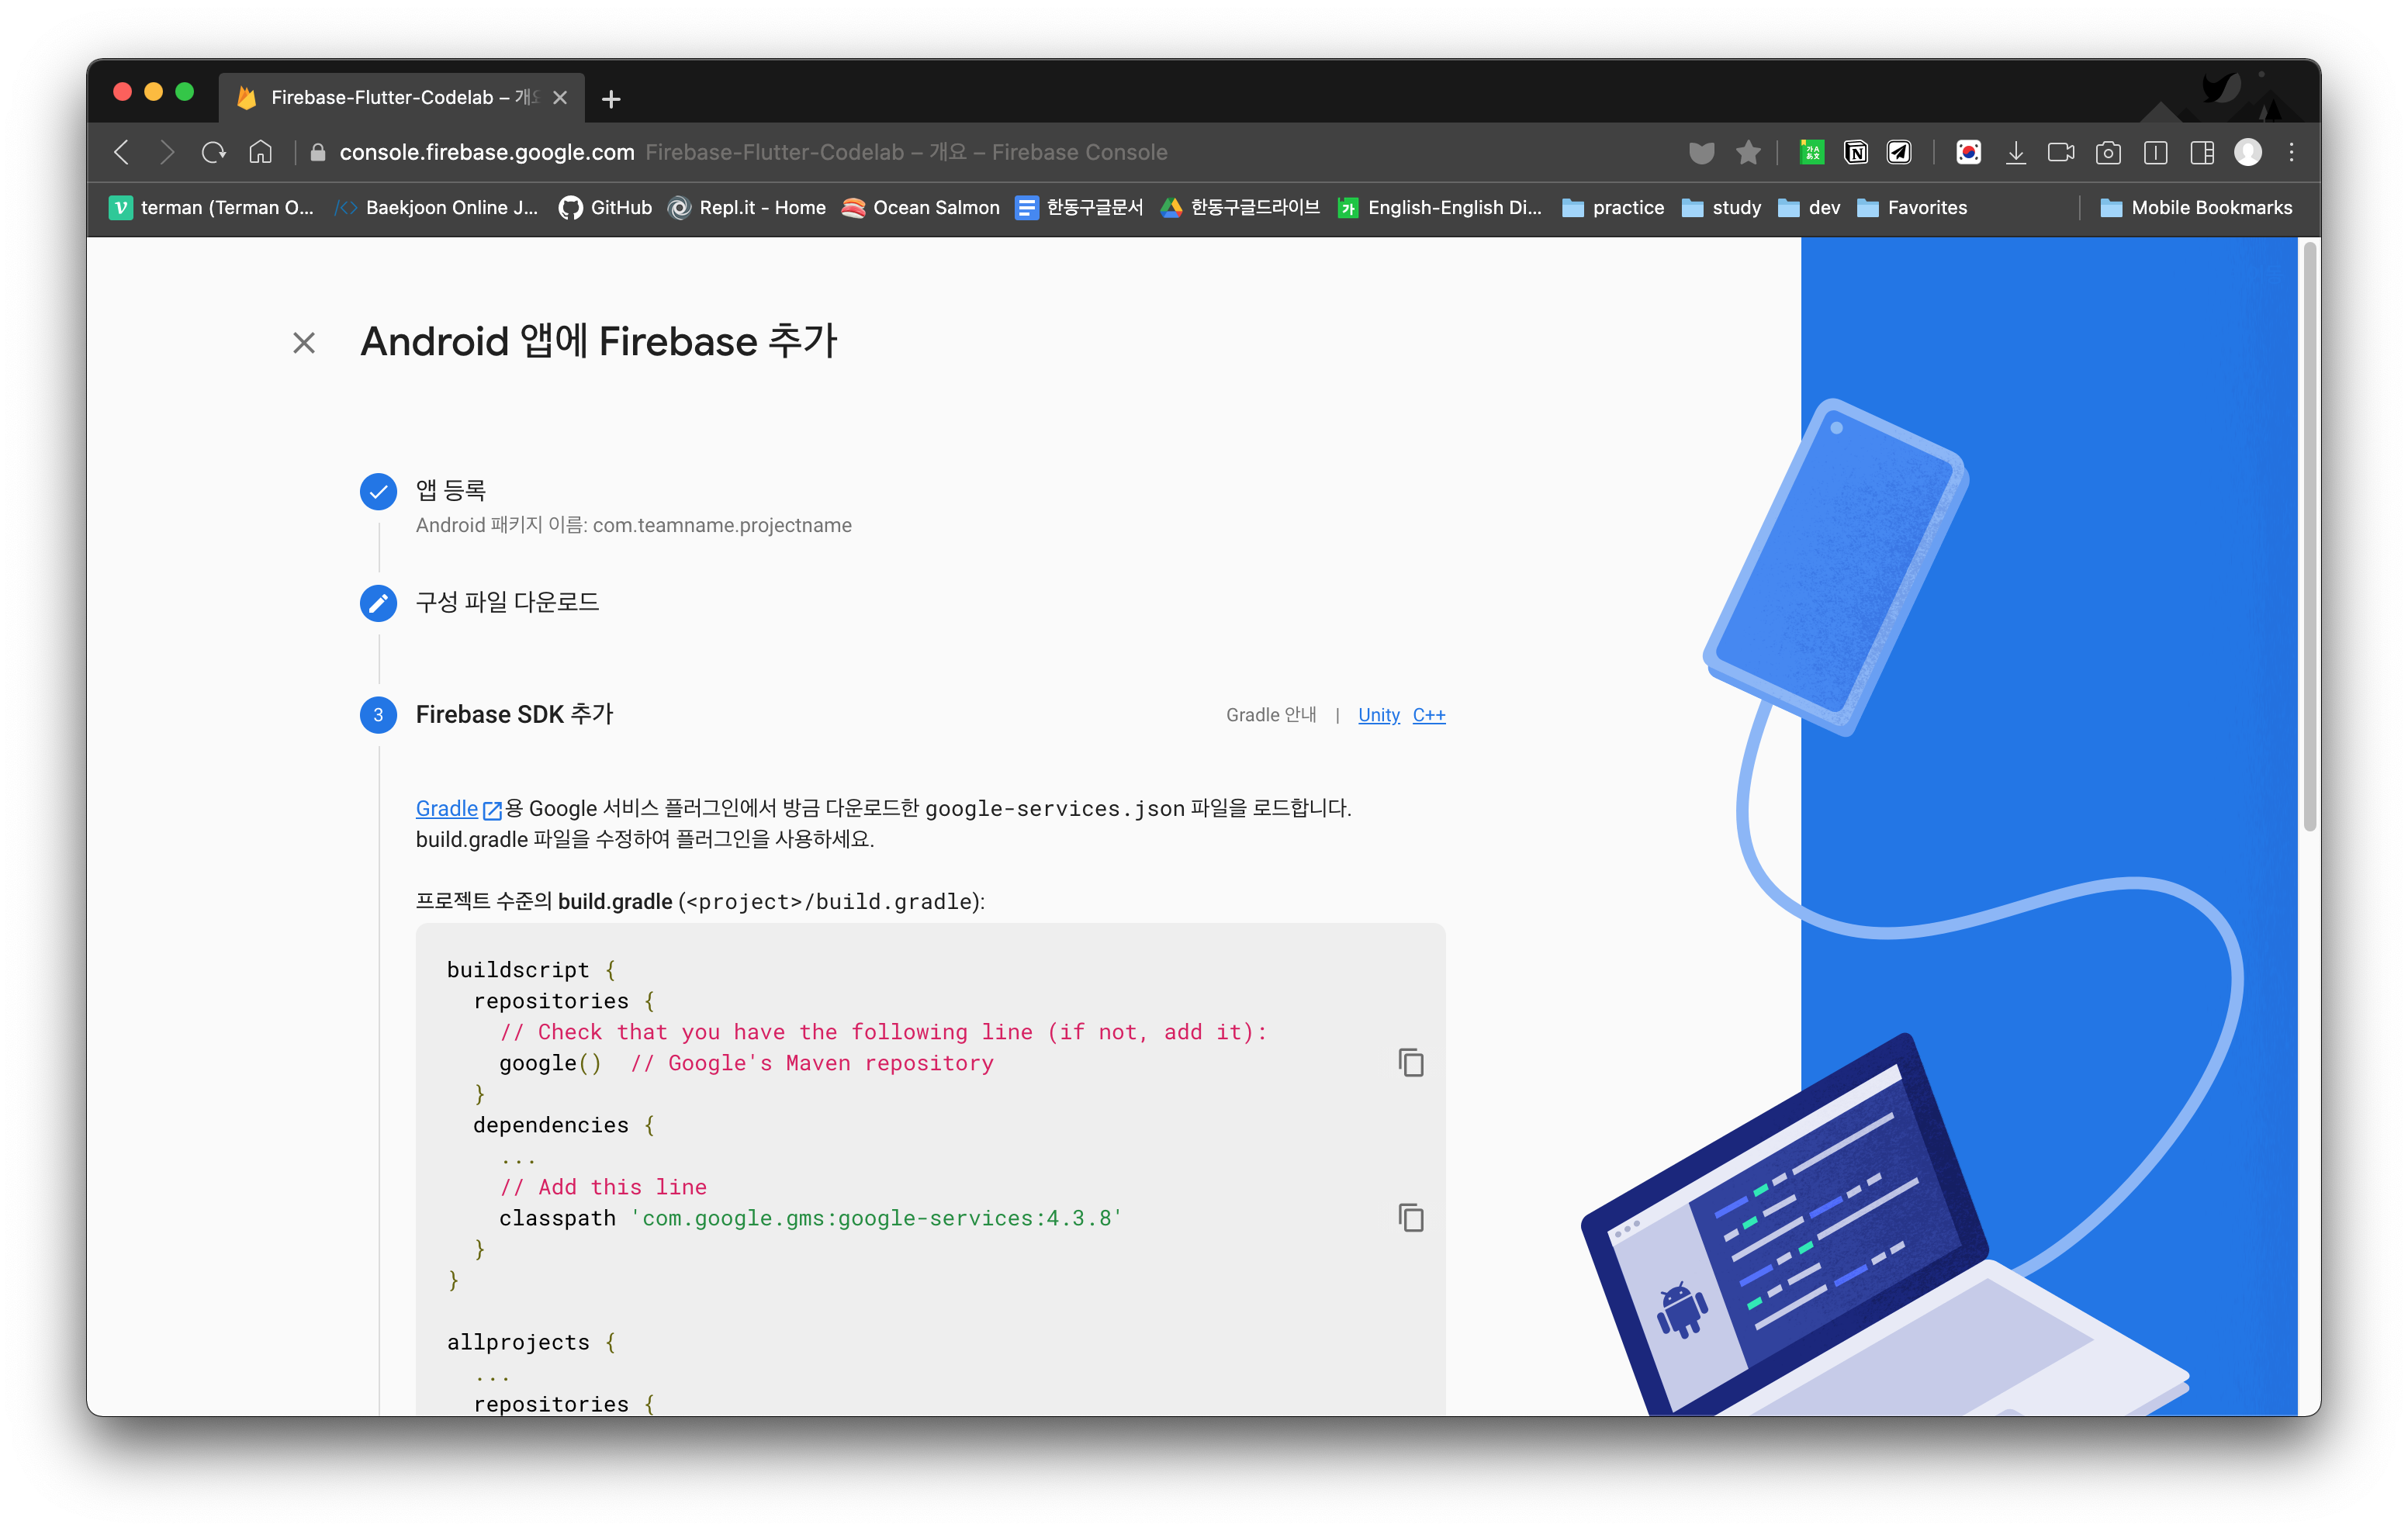 Firebase-Flutter-Codelab – 개요
console.firebase.google.com Firebase-Flutter-Codelab – 개요 – Firebase Console
terman (Terman O... Baekjoon Online J... GitHub Repl.it - Home Ocean Salmon 한동구글문서 한동구글드라이브 English-English Di... practice study dev Favorites Mobile Bookmarks
Android 앱에 Firebase 추가
앱 등록
Android 패키지 이름: com.teamname.projectname
구성 파일 다운로드
3 Firebase SDK 추가 Gradle 안내 | Unity C++
Gradle용 Google 서비스 플러그인에서 방금 다운로드한 google-services.json 파일을 로드합니다.
build.gradle 파일을 수정하여 플러그인을 사용하세요.
프로젝트 수준의 build.gradle (<project>/build.gradle):
buildscript {
repositories {
// Check that you have the following line (if not, add it):
google() // Google's Maven repository
}
dependencies {
...
// Add this line
classpath 'com.google.gms:google-services:4.3.8'
}
}
allprojects {
...
repositories {